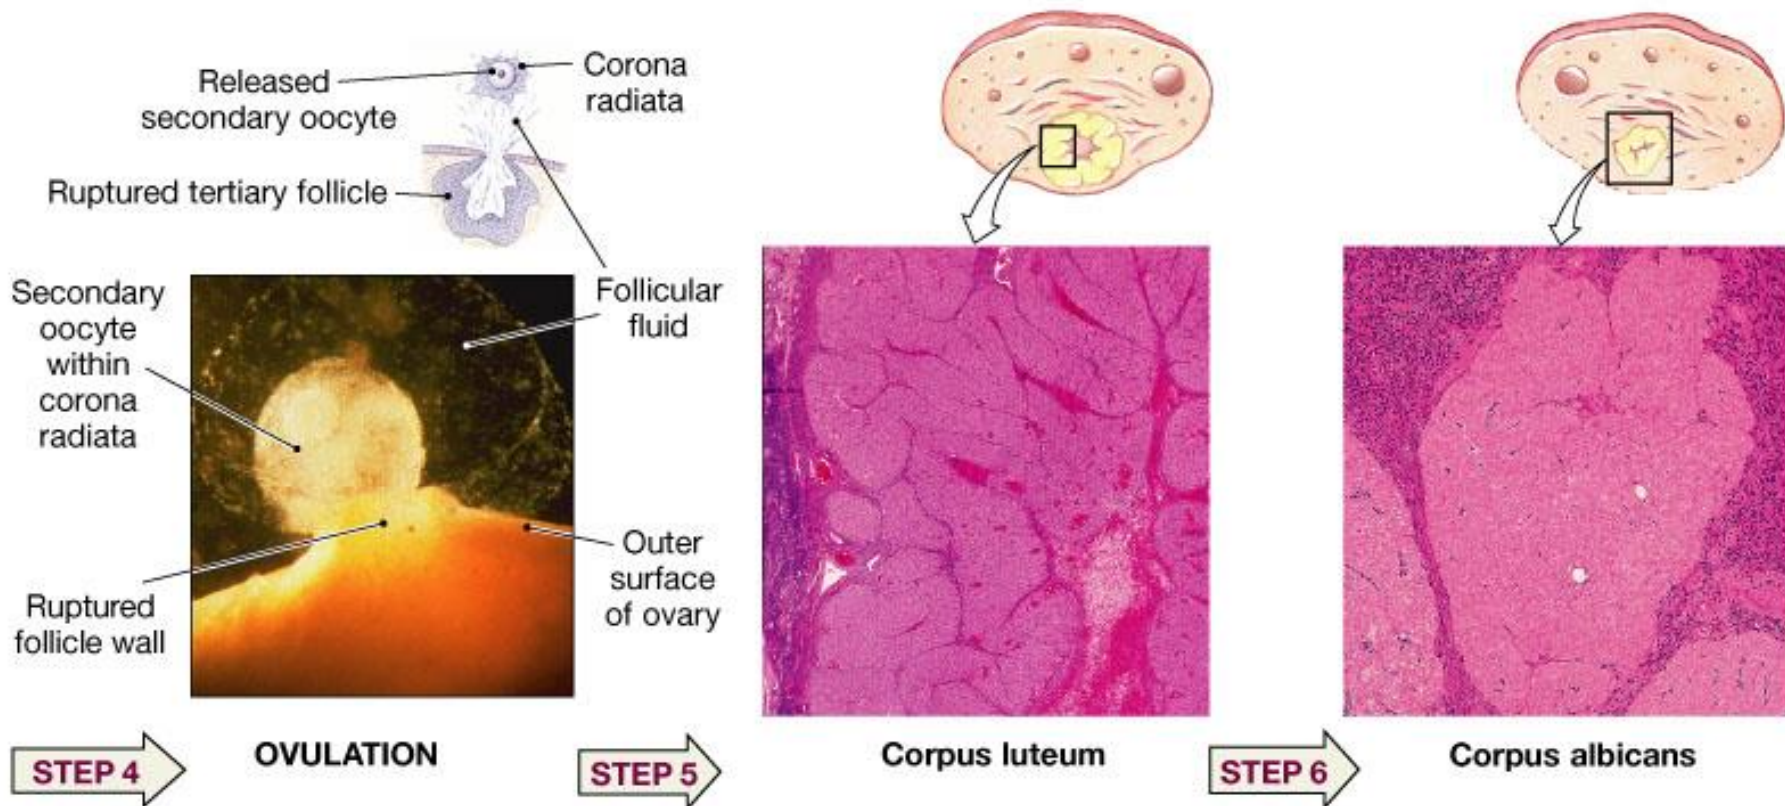 Released
secondary oocyte
Corona
radiata
Ruptured tertiary follicle
Secondary
oocyte
within
corona
radiata
Follicular
fluid
Ruptured
follicle wall
Outer
surface
of ovary
STEP 4
OVULATION
STEP 5
Corpus luteum
STEP 6
Corpus albicans